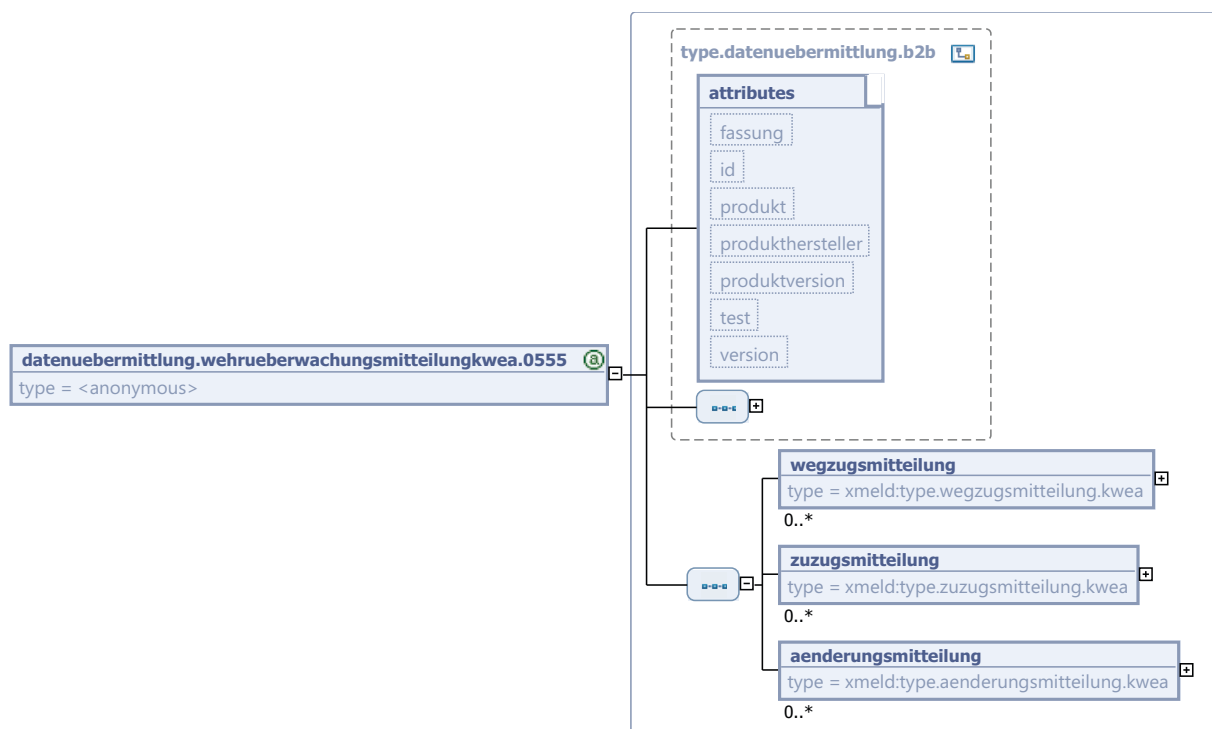 type.datenuebermittlung.b2b
attributes
fassung
id
produkt
produkthersteller
produktversion
test
version
datenuebermittlung.wehrueberwachungsmitteilungkwea.0555
type = <anonymous>
wegzugsmitteilung
type = xmeld:type.wegzugsmitteilung.kwea
0..*
zuzugsmitteilung
type = xmeld:type.zuzugsmitteilung.kwea
0..*
aenderungsmitteilung
type = xmeld:type.aenderungsmitteilung.kwea
0..*